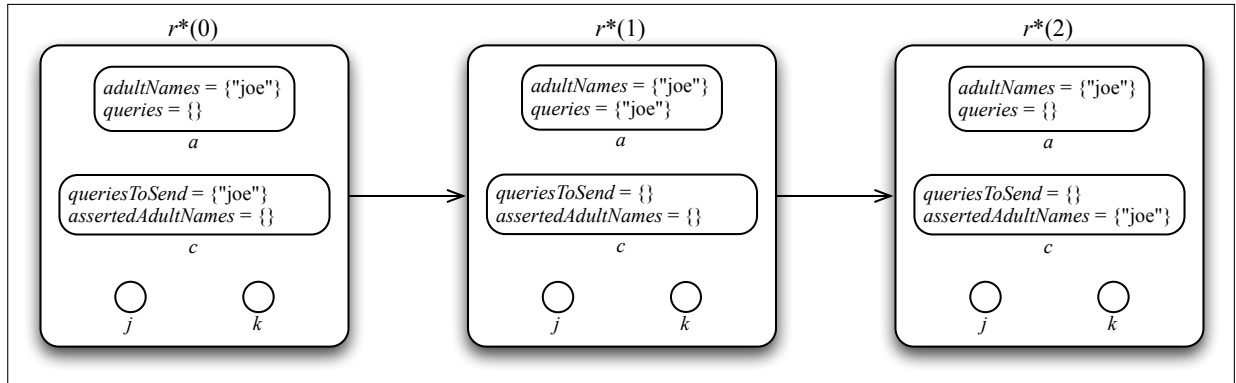 r*(0)
adultNames = {"joe"}
queries = {}
a
queriesToSend = {"joe"}
assertedAdultNames = {}
c
j
k
r*(1)
adultNames = {"joe"}
queries = {"joe"}
a
queriesToSend = {}
assertedAdultNames = {}
c
j
k
r*(2)
adultNames = {"joe"}
queries = {}
a
queriesToSend = {}
assertedAdultNames = {"joe"}
c
j
k